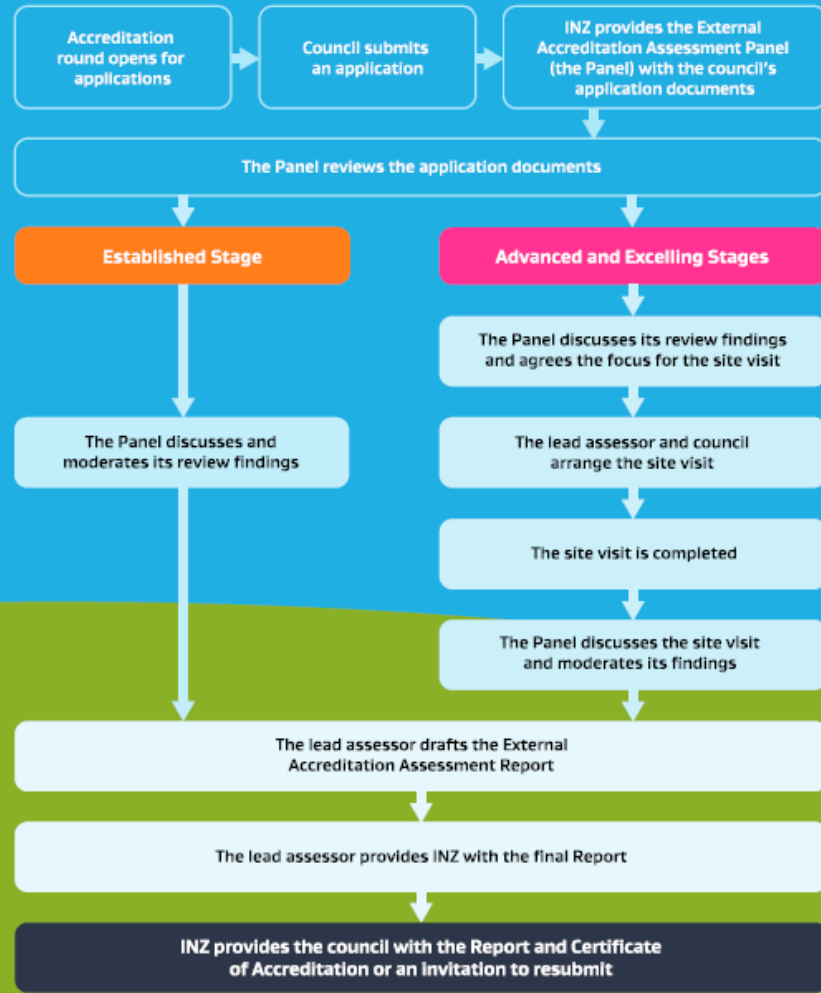 Accreditation
round opens for
applications
Council submits
an application
INZ provides the External
Accreditation Assessment Panel
(the Panel) with the council's
application documents
The Panel reviews the application documents
Established Stage
Advanced and Excelling Stages
The Panel discusses its review findings
and agrees the focus for the site visit
The Panel discusses and
moderates its review findings
The lead assessor and council
arrange the site visit
The site visit is completed
The Panel discusses the site visit
and moderates its findings
The lead assessor drafts the External
Accreditation Assessment Report
The lead assessor provides INZ with the final Report
INZ provides the council with the Report and Certificate
of Accreditation or an invitation to resubmit